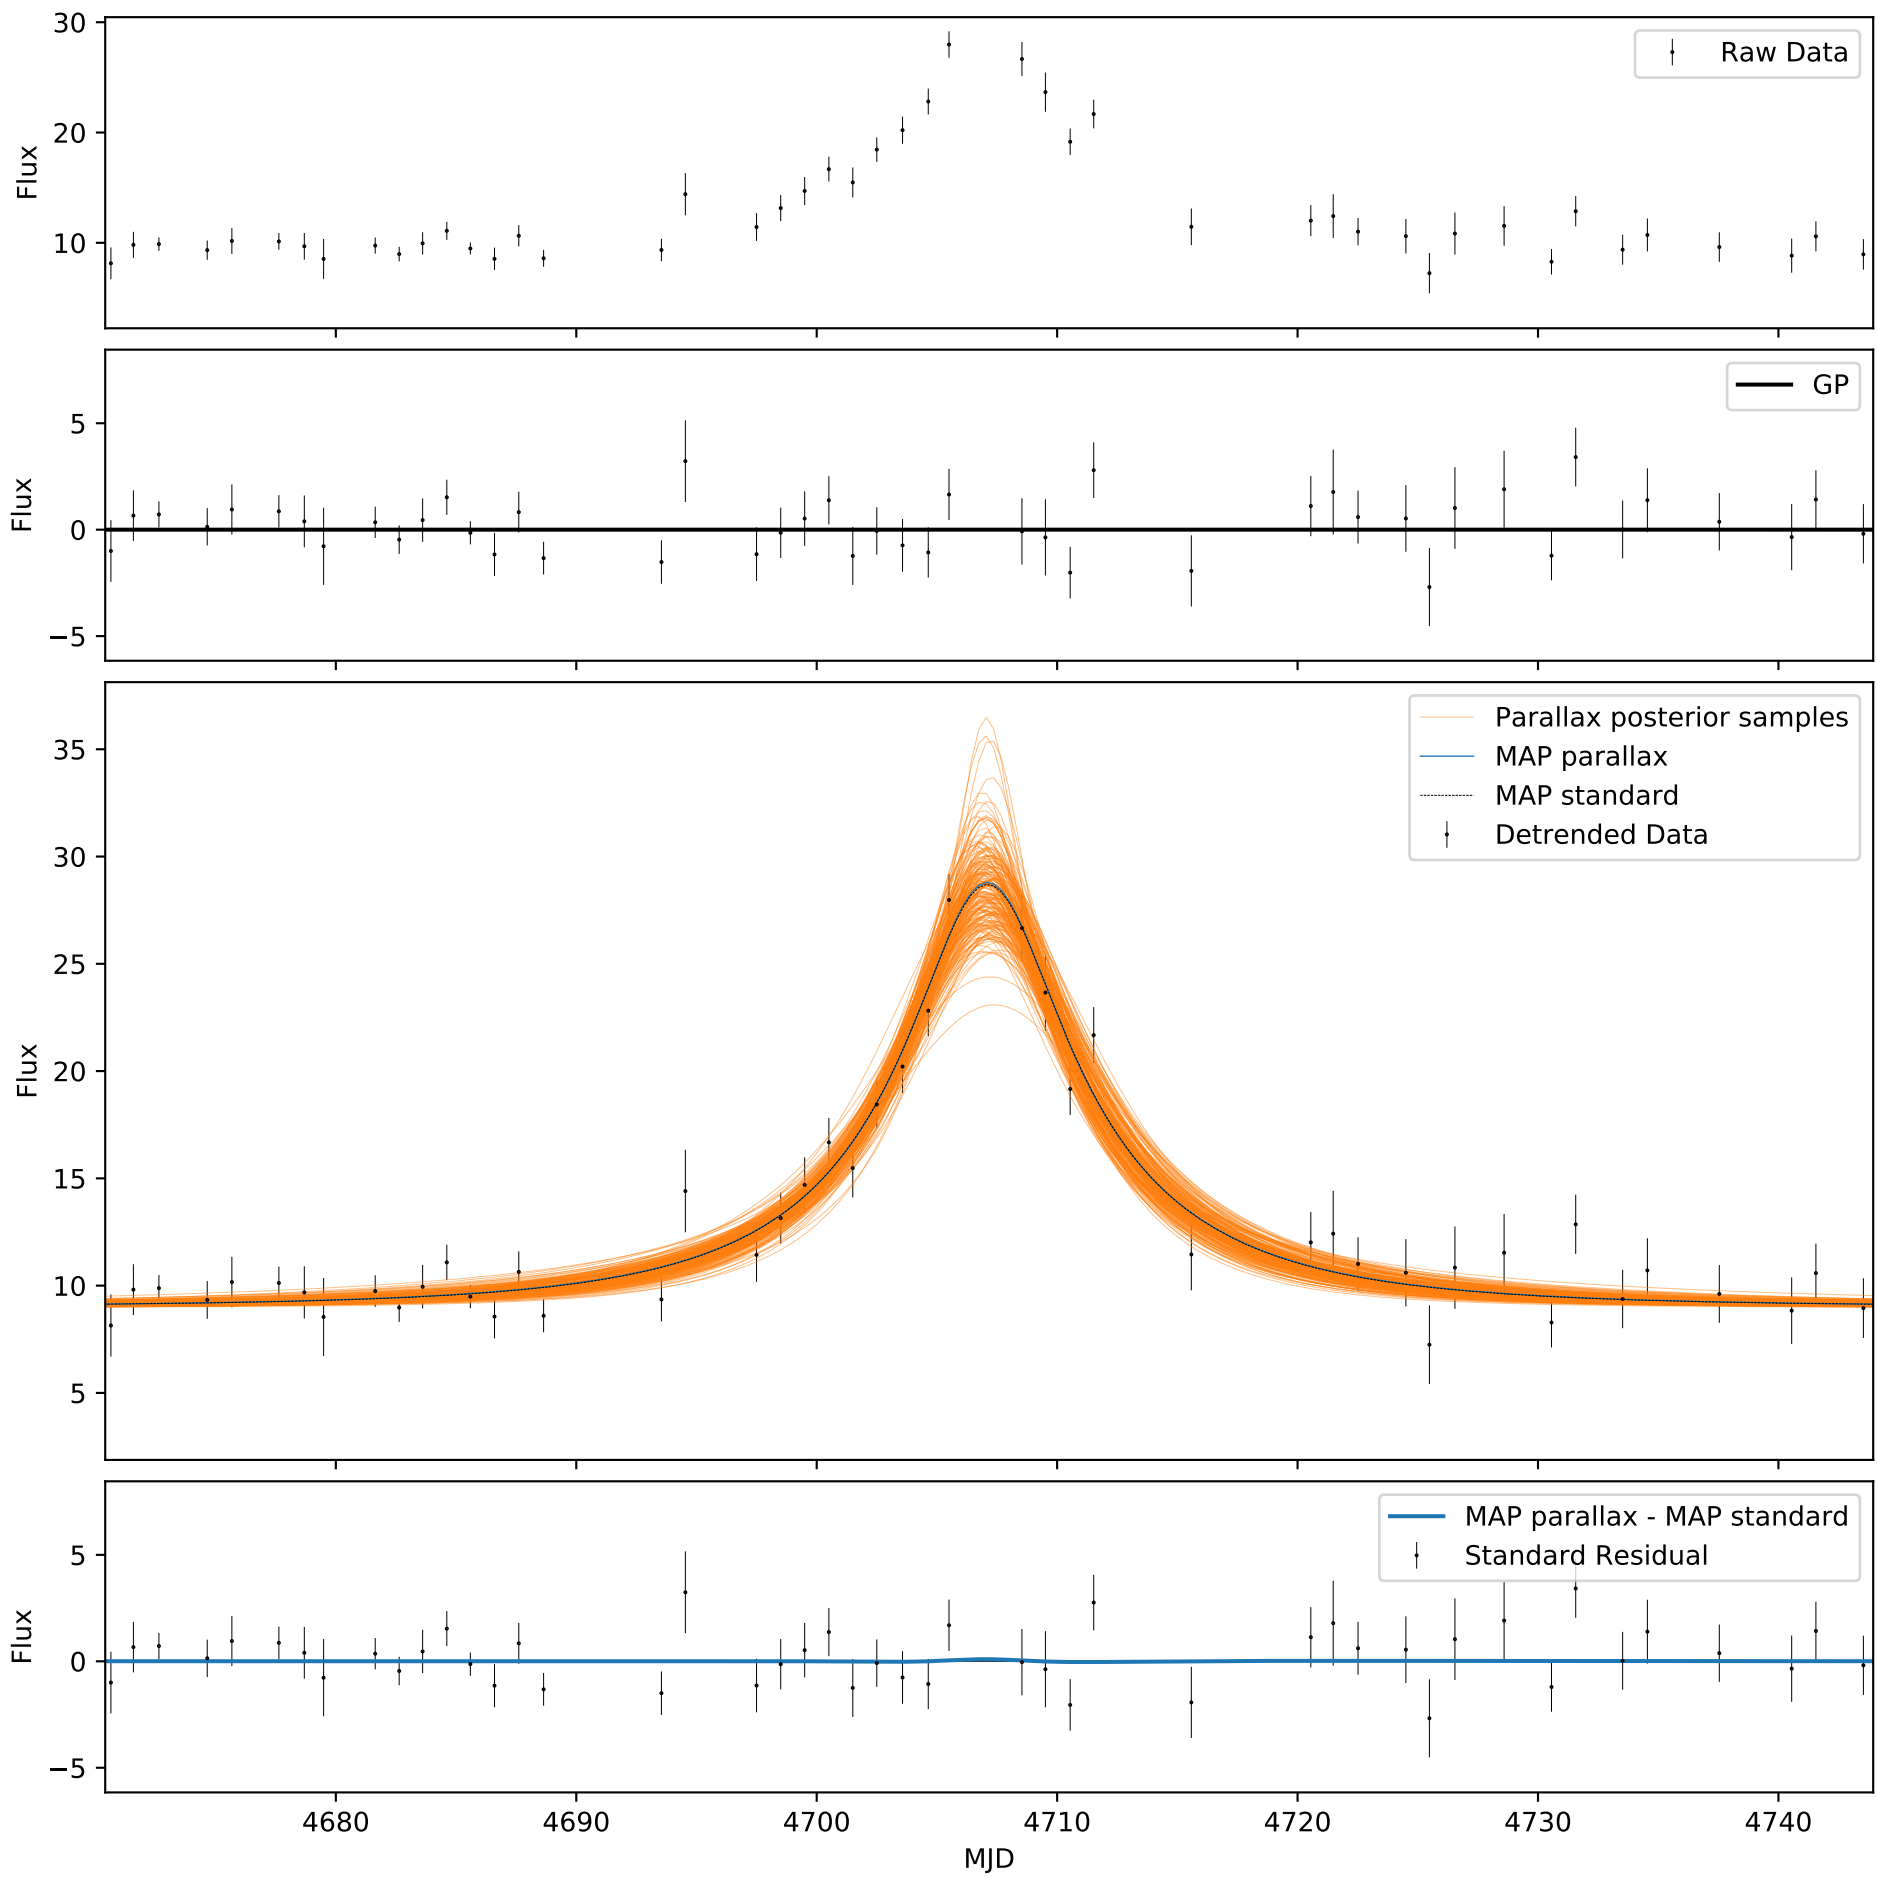 30
20
10
Flux
Raw Data
5
0
−5
Flux
GP
35
30
25
20
15
10
5
Flux
Parallax posterior samples
MAP parallax
MAP standard
Detrended Data
5
0
−5
Flux
MAP parallax - MAP standard
Standard Residual
4680
4690
4700
4710
4720
4730
4740
MJD